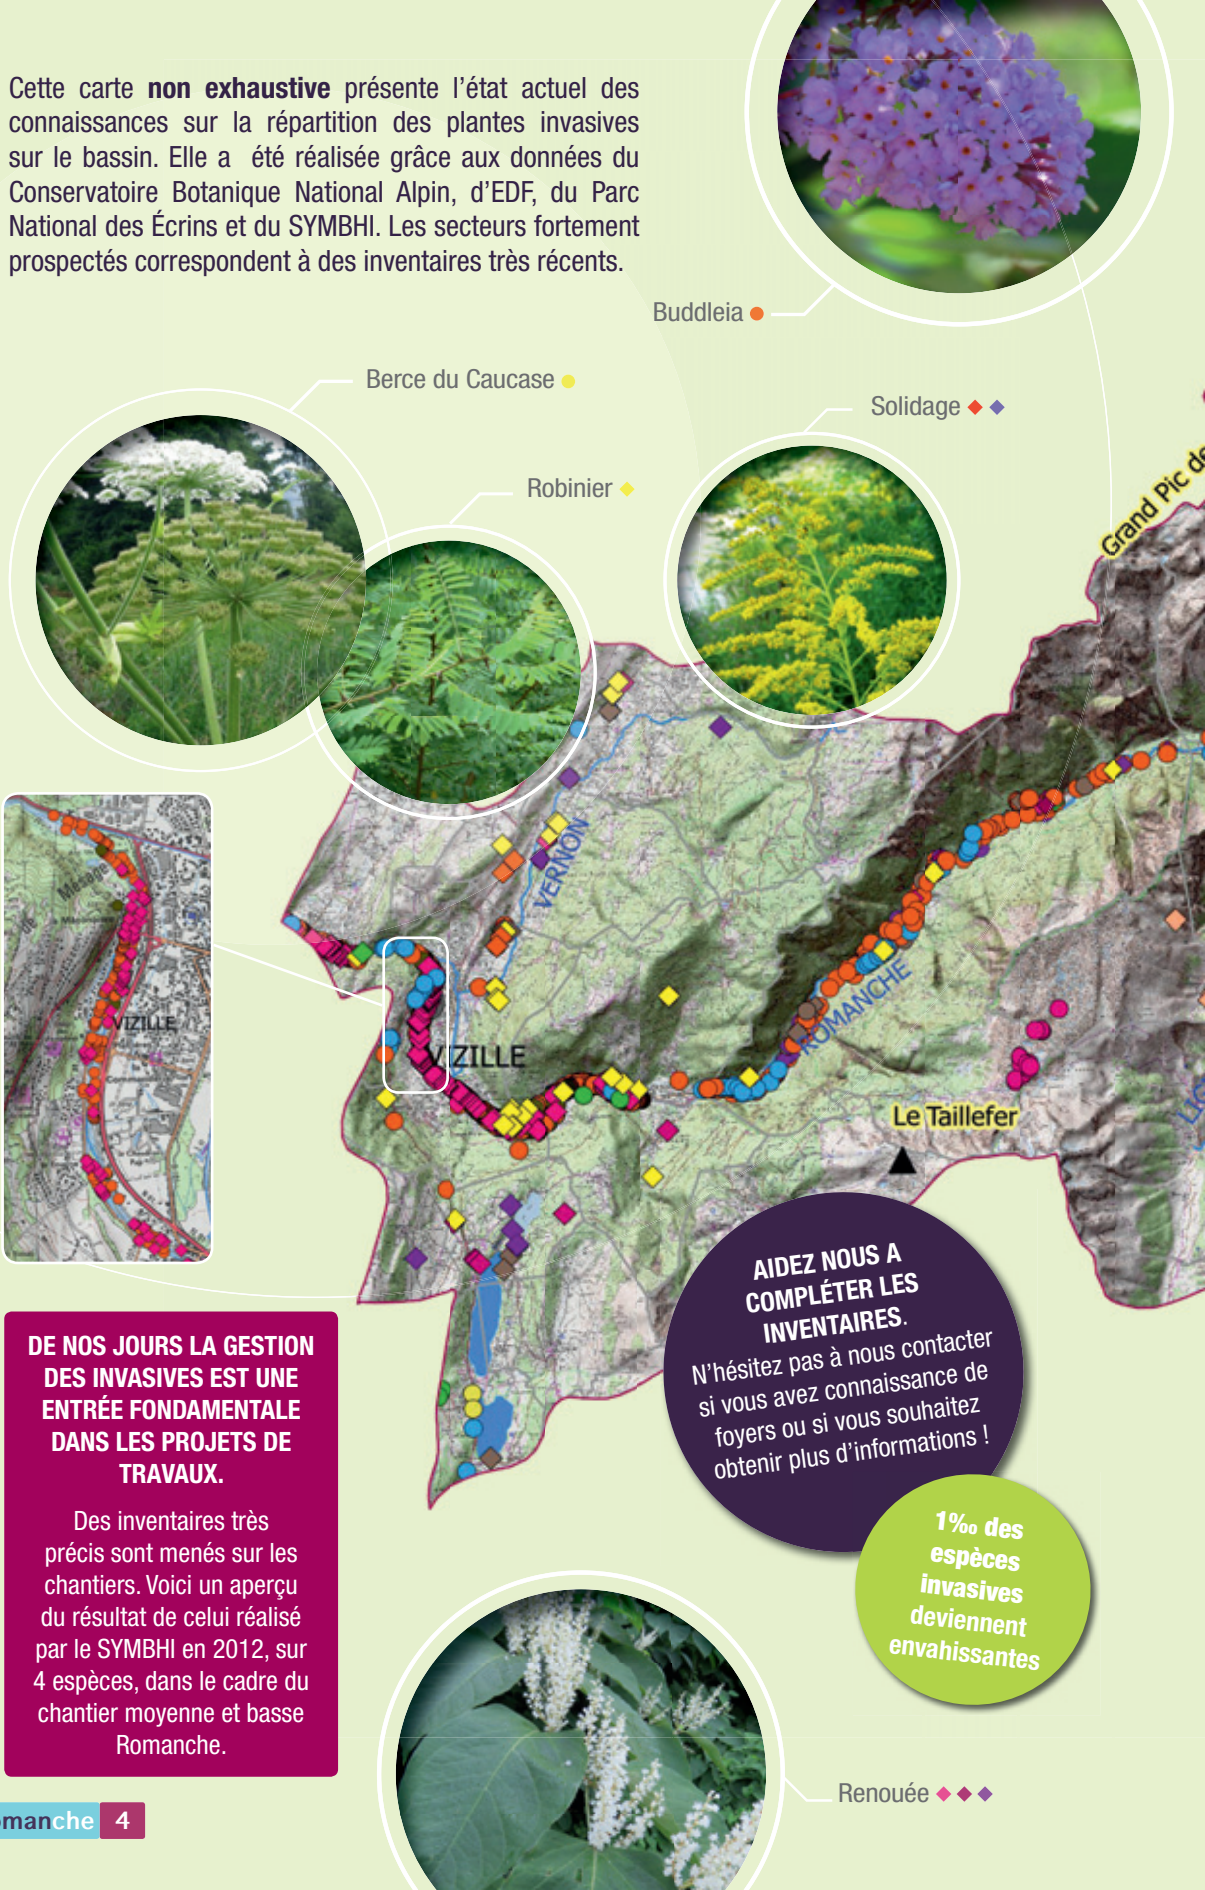 Cette carte non exhaustive présente l'état actuel des
connaissances sur la répartition des plantes invasives
sur le bassin. Elle a été réalisée grâce aux données du
Conservatoire Botanique National Alpin, d'EDF, du Parc
National des Écrins et du SYMBHI. Les secteurs fortement
prospectés correspondent à des inventaires très récents.
Buddleia
Berce du Caucase
Solidage
Robinier
Grand Pic de
VERNON
Mésage
de
VIZILLE
VIZILLE
ROMANCHE
Le Taillefer
LIG
AIDEZ NOUS A
COMPLÉTER LES
INVENTAIRES.
N'hésitez pas à nous contacter
si vous avez connaissance de
foyers ou si vous souhaitez
obtenir plus d'informations !
DE NOS JOURS LA GESTION
DES INVASIVES EST UNE
ENTRÉE FONDAMENTALE
DANS LES PROJETS DE
TRAVAUX.
Des inventaires très
précis sont menés sur les
chantiers. Voici un aperçu
du résultat de celui réalisé
par le SYMBHI en 2012, sur
4 espèces, dans le cadre du
chantier moyenne et basse
Romanche.
1‰ des
espèces
invasives
deviennent
envahissantes
Renouée
omanche 4